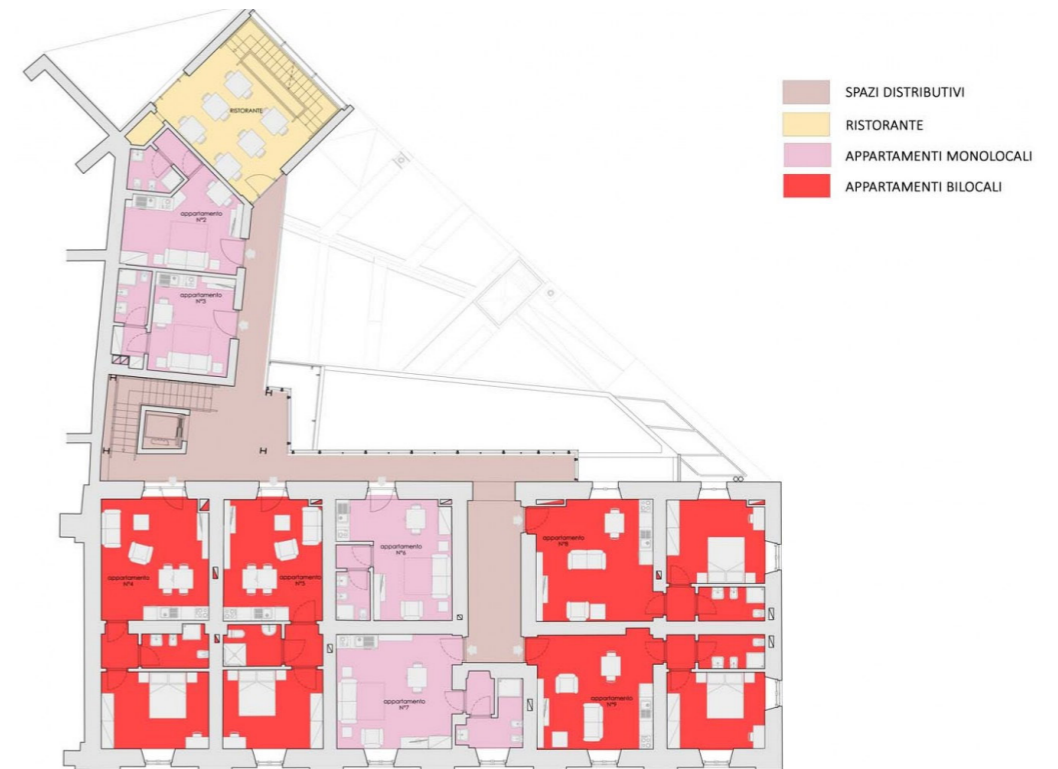 SPAZI DISTRIBUTIVI
RISTORANTE
APPARTAMENTI MONOLOCALI
APPARTAMENTI BILOCALI
RISTORANTE
appartamento
N°2
appartamento
N°3
appartamento
N°4
appartamento
N°5
appartamento
N°6
appartamento
N°7
appartamento
N°8
appartamento
N°9